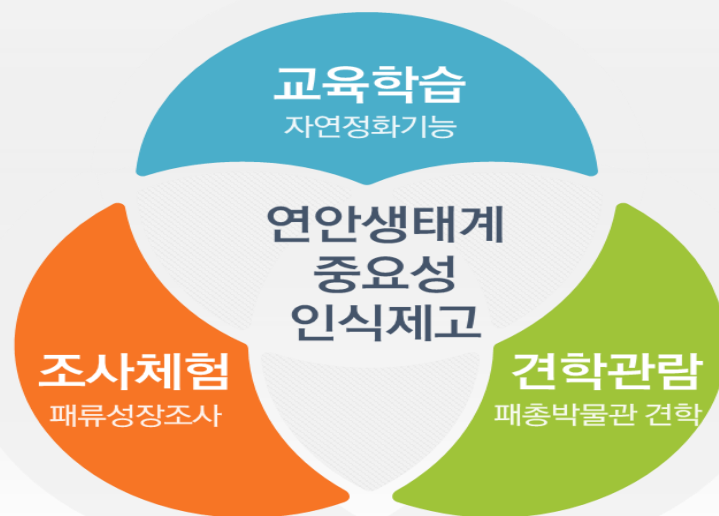 교육학습
자연정화기능
연안생태계
중요성
인식제고
조사체험
패류성장조사
견학관람
패총박물관 견학